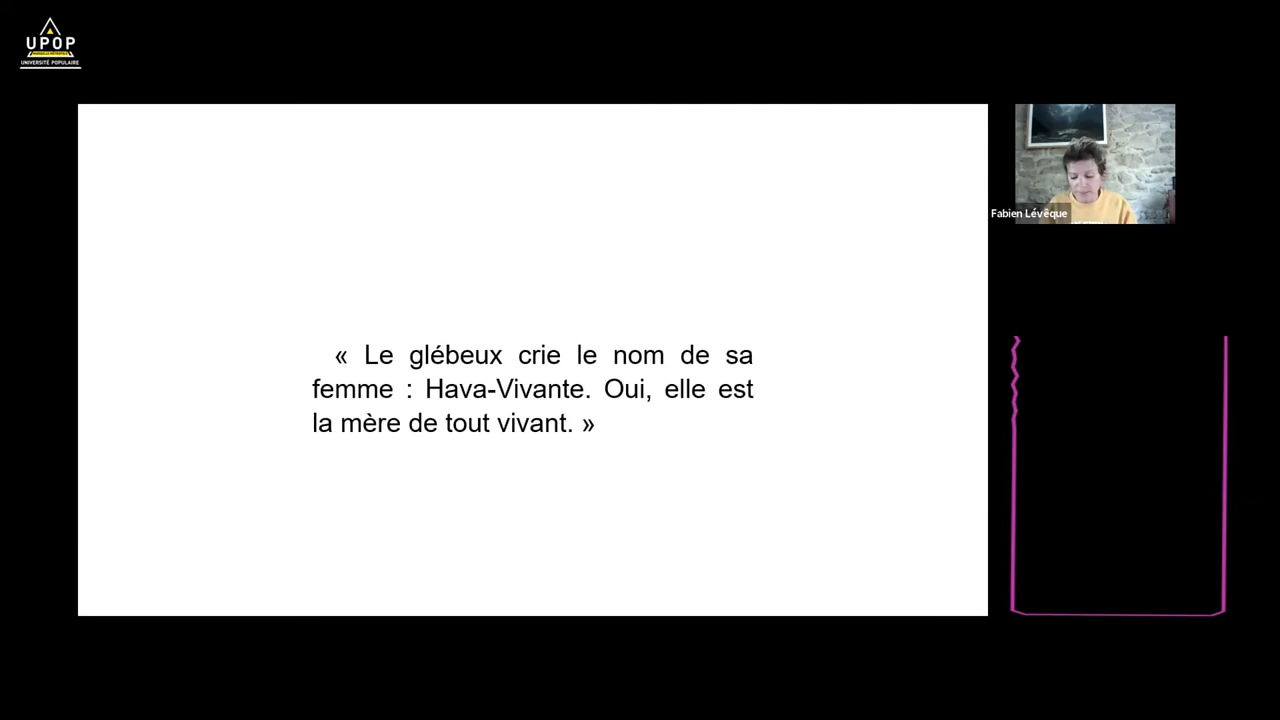 UPOP
UNIVERSITÉ POPULAIRE
« Le glébeux crie le nom de sa
femme : Hava-Vivante. Oui, elle est
la mère de tout vivant. »
Fabien Lévêque